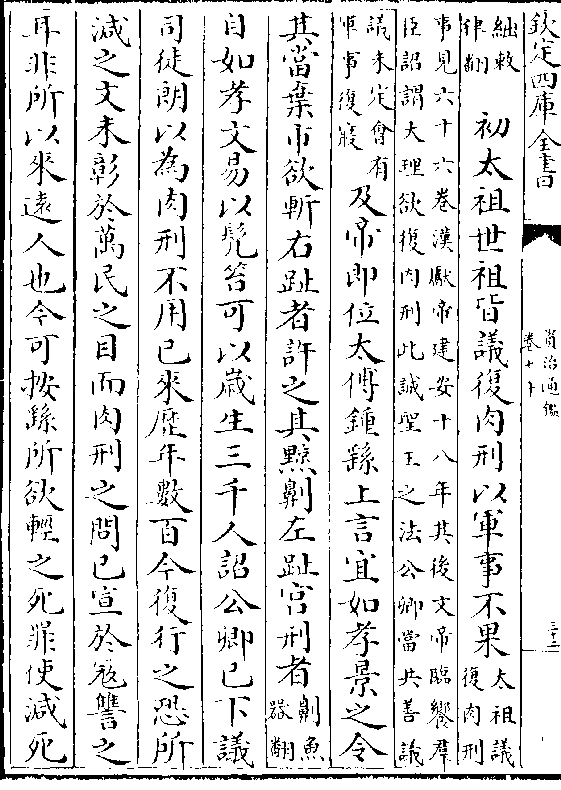 欽定四庫全書
資治通鑑
卷七十
三十二
絀敕
律翻
初太祖世祖皆議復肉刑以軍事不果
太祖議
復肉刑
事見六十六卷漢獻帝建安十八年其後文帝臨饗羣
臣詔謂大理欲復肉刑此誠聖王之法公卿當共善議
議未定會有
軍事復寢
及帝即位太傅鍾繇上言宜如孝景之令
其當棄市欲斬右趾者許之其黥劓左趾宮刑者
劓魚
器翻
自如孝文易以髠笞可以歲生三千人詔公卿已下議
司徒朗以為肉刑不用已來歷年數百今復行之恐所
減之文未彰於萬民之目而肉刑之問已宣於寇讐之
耳非所以來遠人也今可按繇所欲輕之死罪使減死